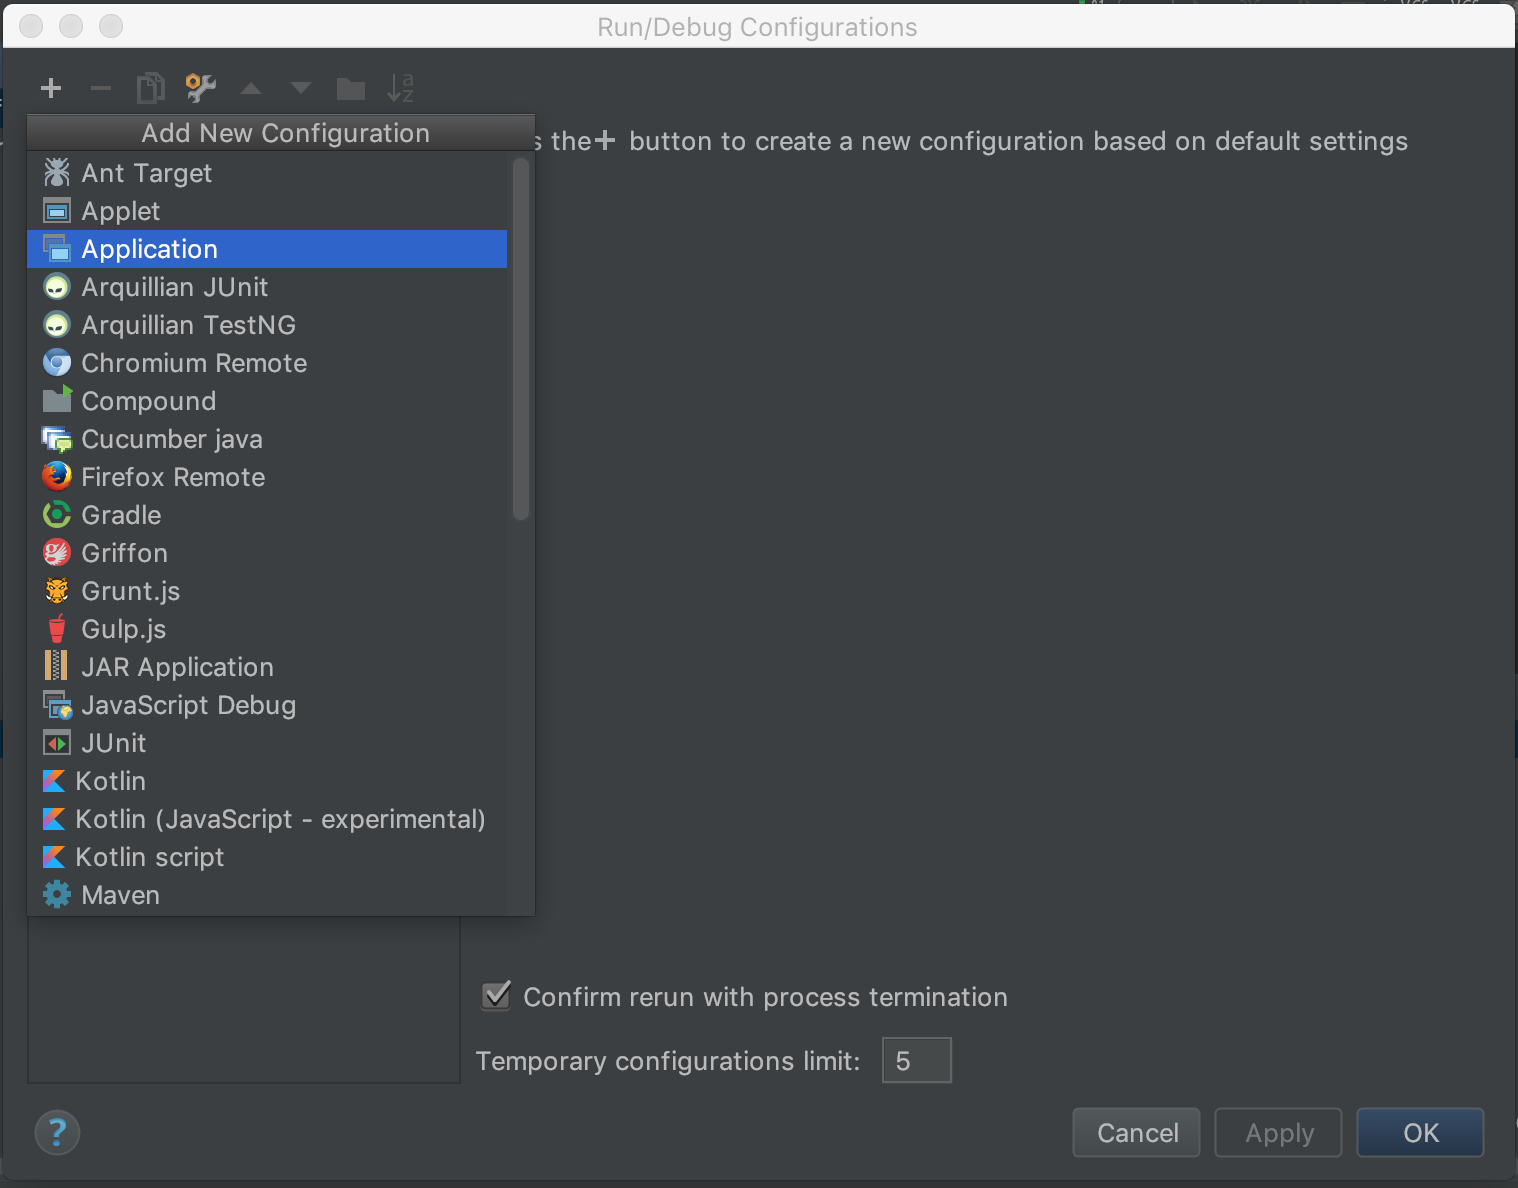 Run/Debug Configurations
Add New Configuration
the + button to create a new configuration based on default settings
Ant Target
Applet
Application
Arquillian JUnit
Arquillian TestNG
Chromium Remote
Compound
Cucumber java
Firefox Remote
Gradle
Griffon
Grunt.js
Gulp.js
JAR Application
JavaScript Debug
JUnit
Kotlin
Kotlin (JavaScript - experimental)
Kotlin script
Maven
Confirm rerun with process termination
Temporary configurations limit: 5
? Cancel Apply OK